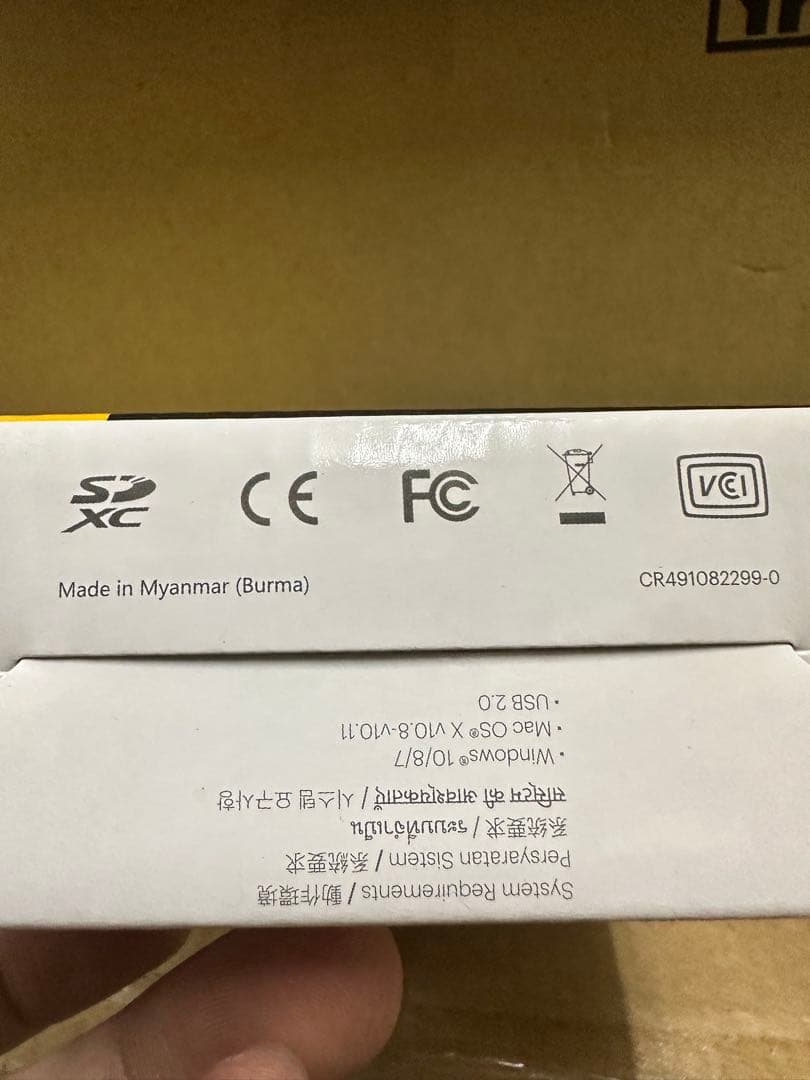 SD
XC
CE
FC
VCCI
Made in Myanmar (Burma)
CR491082299-0
System Requirements / 動作環境
Persyaratan Sistem / 系統要求
系统要求 / ระบบที่จำเป็น
सिस्टम की आवश्यकताएँ / 시스템 요구사항
• Windows® 10/8/7
• Mac OS® X v10.8-v10.11
• USB 2.0